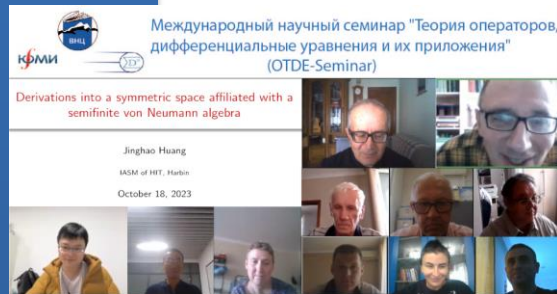 ВНЦ
ЮМИ
Международный научный семинар "Теория операторов,
дифференциальные уравнения и их приложения"
(OTDE-Seminar)
Derivations into a symmetric space affiliated with a
semifinite von Neumann algebra
Jinghao Huang
IASM of HIT, Harbin
October 18, 2023